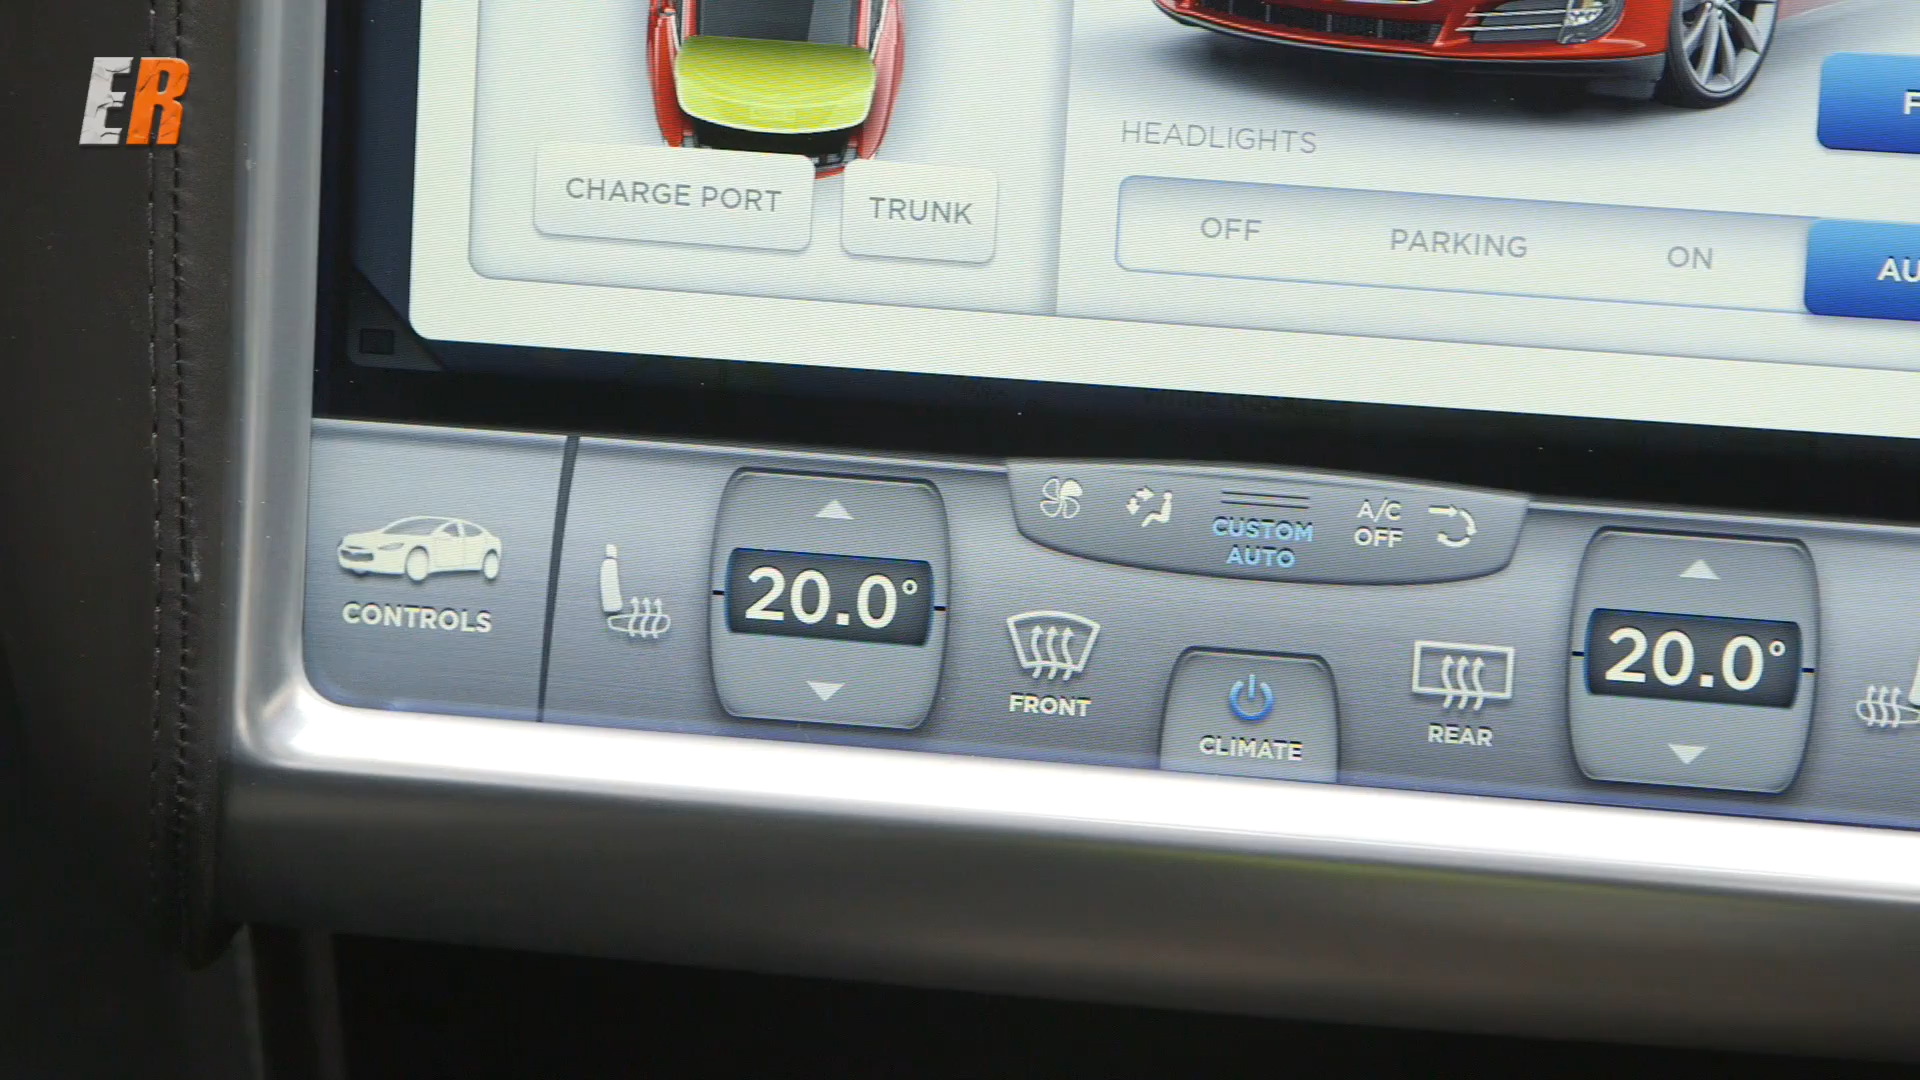 ER
CHARGE PORT
TRUNK
HEADLIGHTS
OFF PARKING ON
CONTROLS
20.0°
CUSTOM
AUTO
A/C
OFF
FRONT
CLIMATE
REAR
20.0°